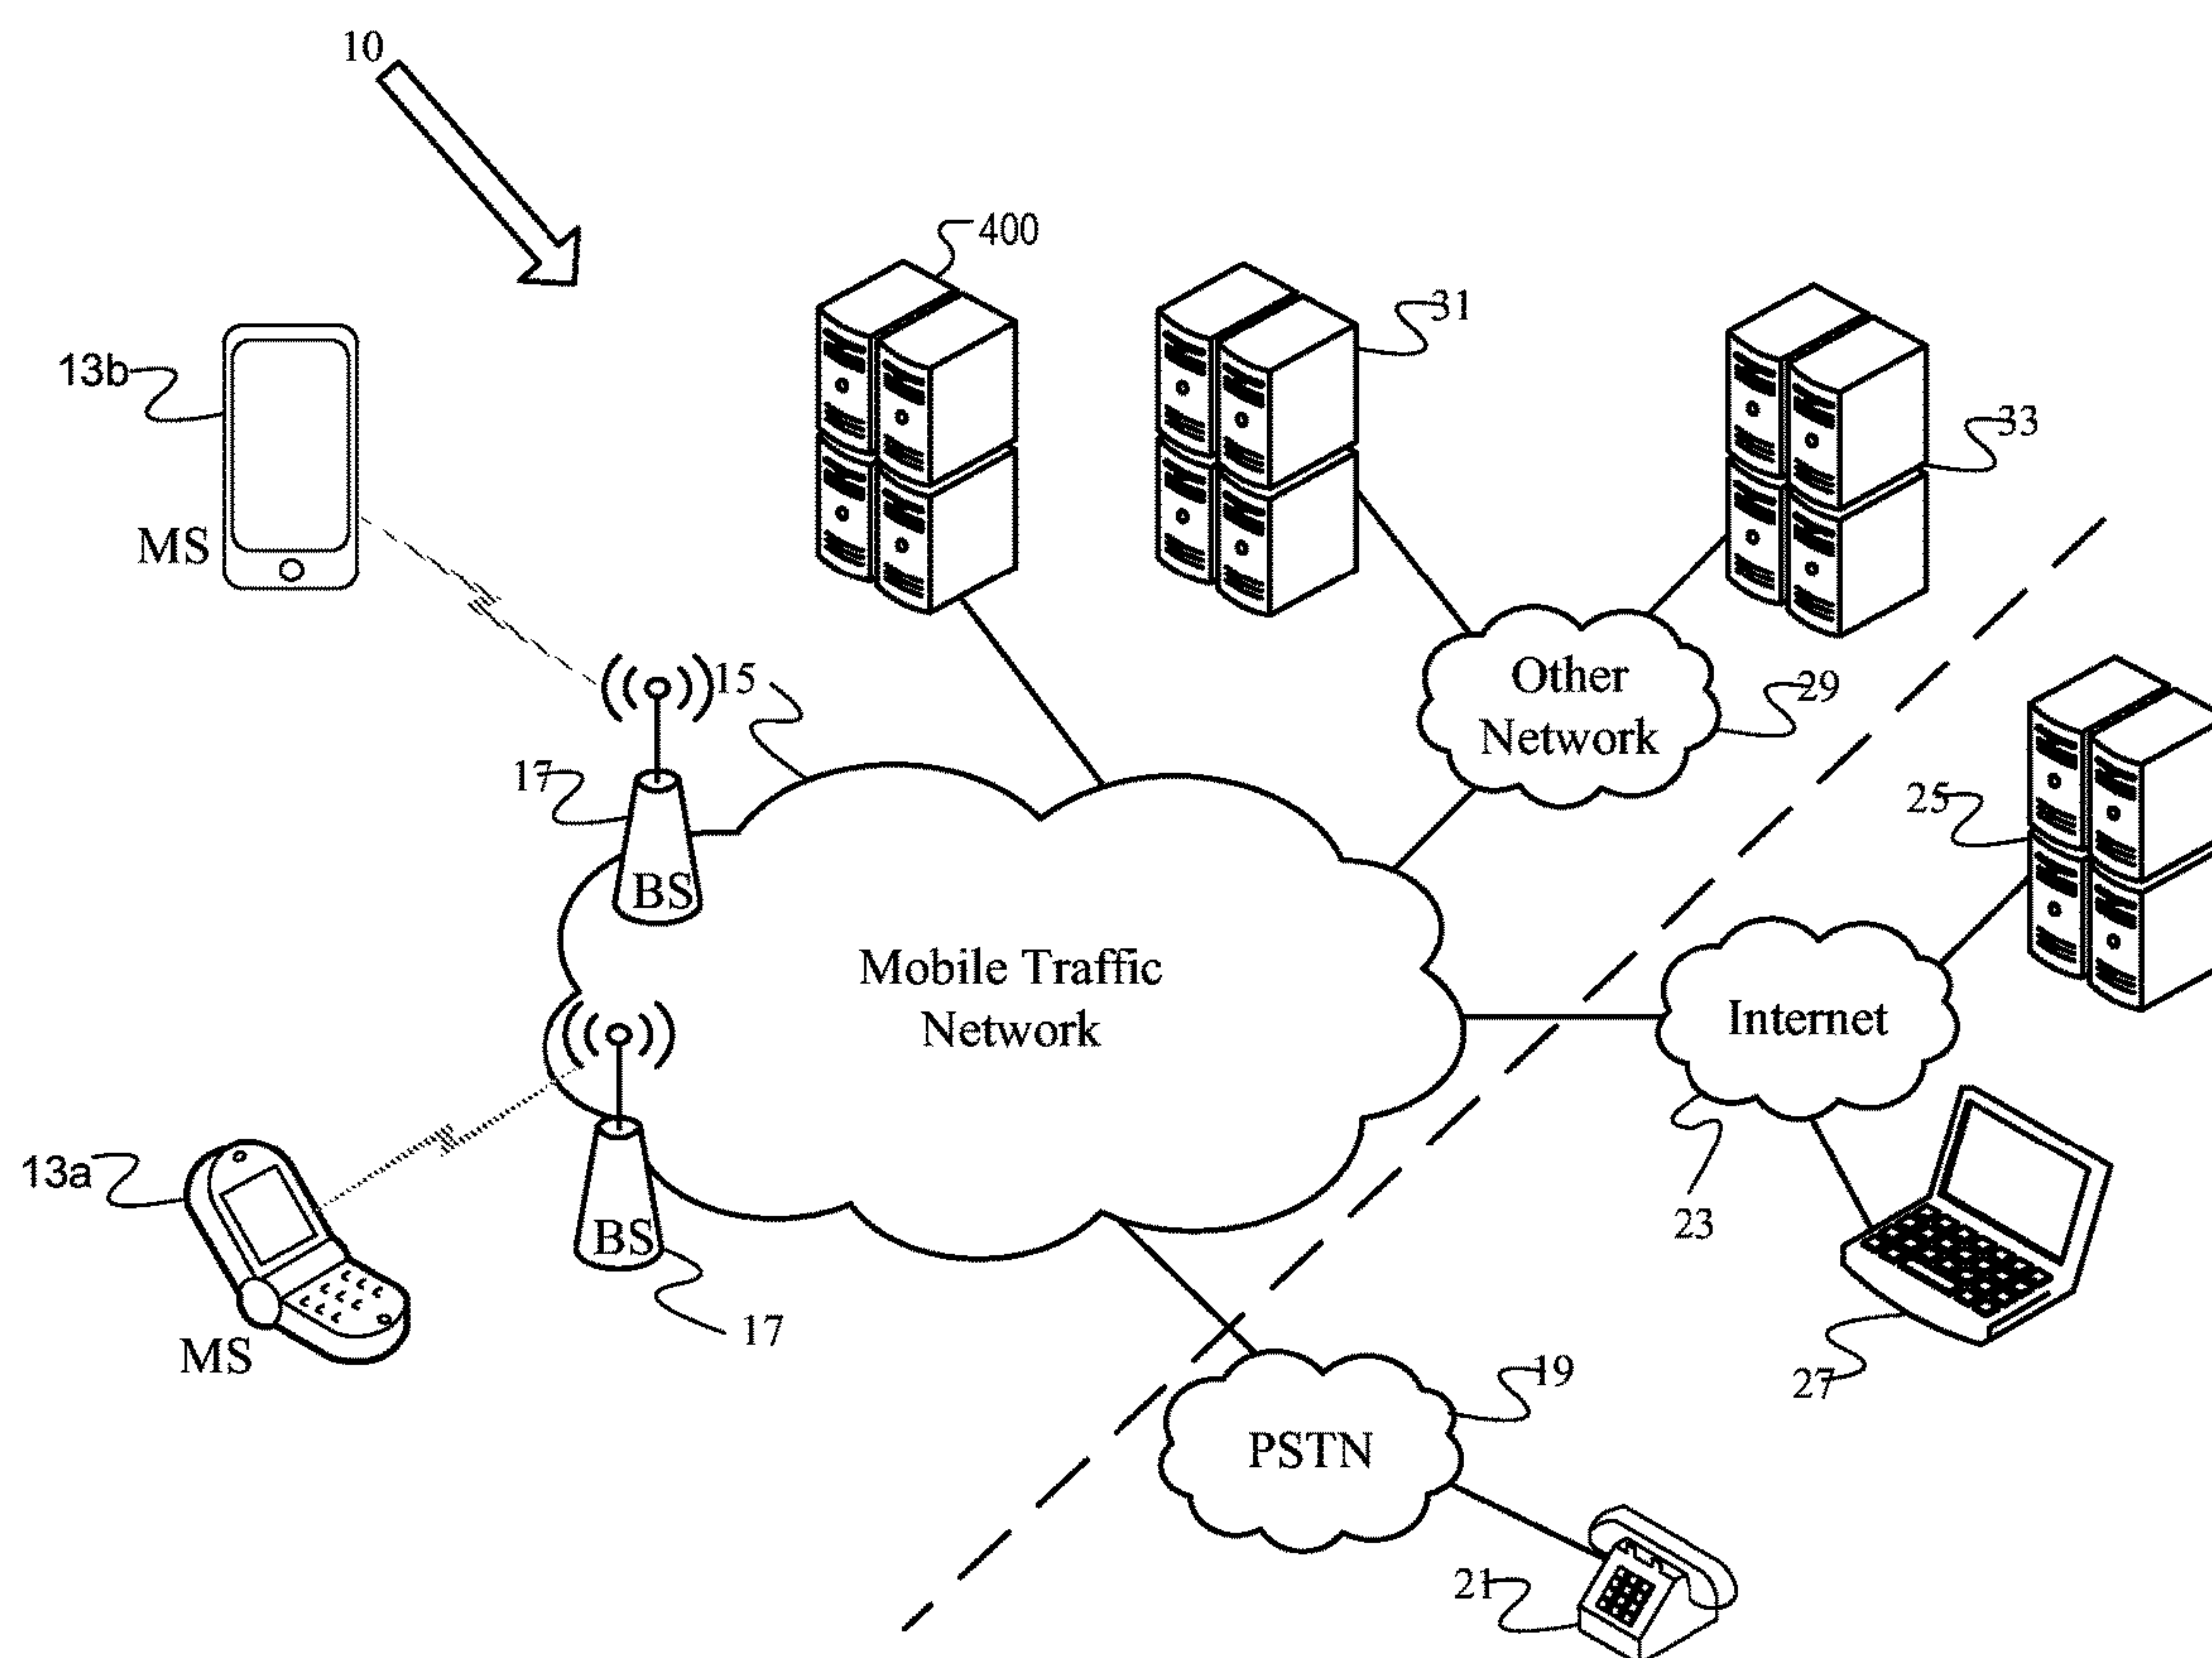 10
400
31
13b
33
MS
15
Other
Network
29
17
25
BS
Mobile Traffic
Network
Internet
13a
23
BS
17
MS
19
27
PSTN
21